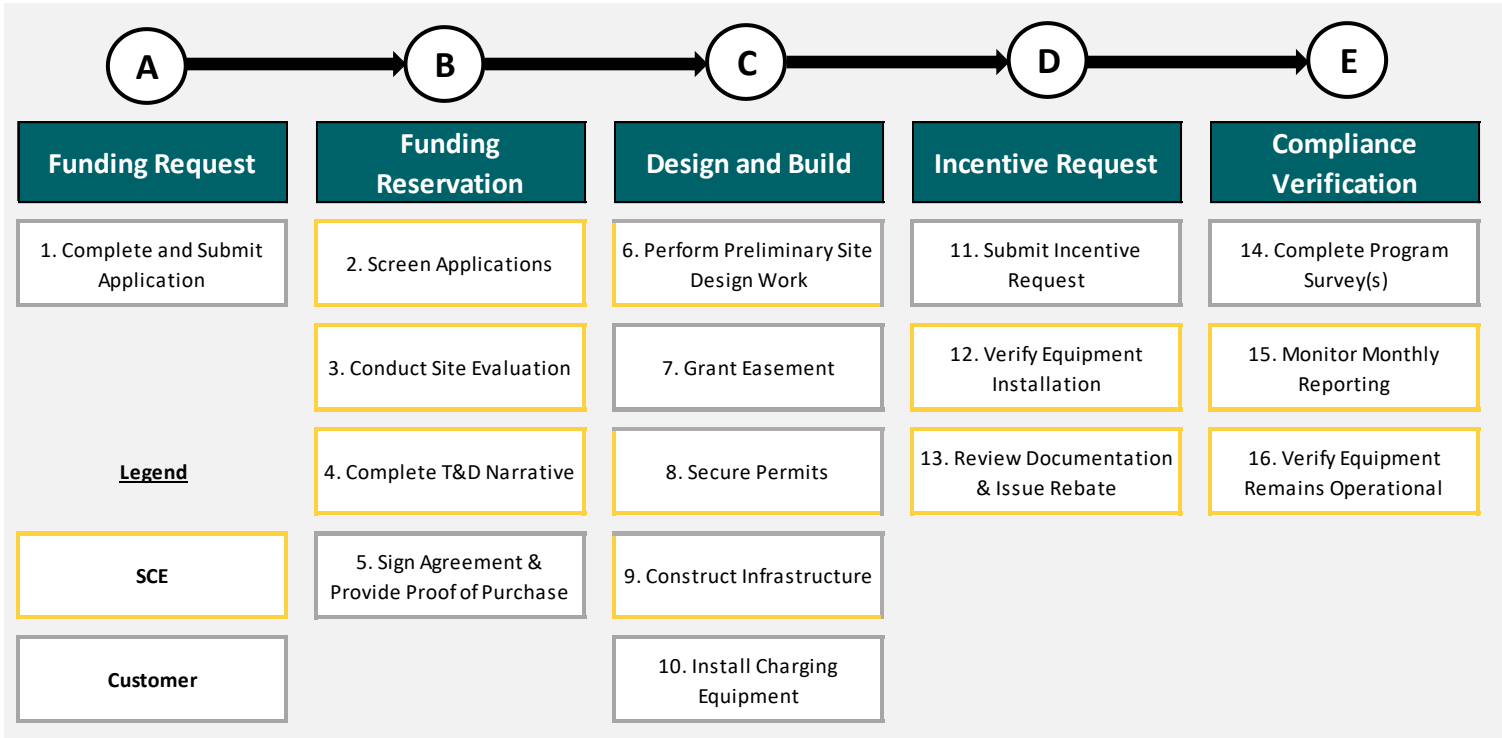 A
B
C
D
E
Funding Request
Funding
Reservation
Design and Build
Incentive Request
Compliance
Verification
1. Complete and Submit
Application
2. Screen Applications
3. Conduct Site Evaluation
4. Complete T&D Narrative
5. Sign Agreement &
Provide Proof of Purchase
6. Perform Preliminary Site
Design Work
7. Grant Easement
8. Secure Permits
9. Construct Infrastructure
10. Install Charging
Equipment
11. Submit Incentive
Request
12. Verify Equipment
Installation
13. Review Documentation
& Issue Rebate
14. Complete Program
Survey(s)
15. Monitor Monthly
Reporting
16. Verify Equipment
Remains Operational
Legend
SCE
Customer